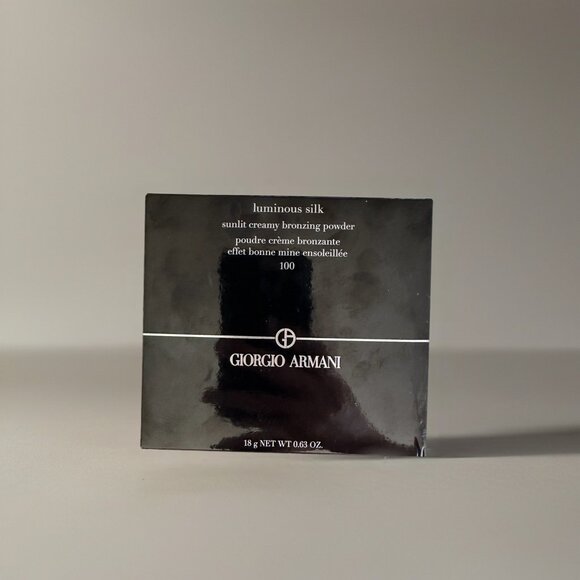 luminous silk
sunlit creamy bronzing powder
poudre crème bronzante
effet bonne mine ensoleillée
100
GIORGIO ARMANI
18 g NET WT 0.63 OZ.